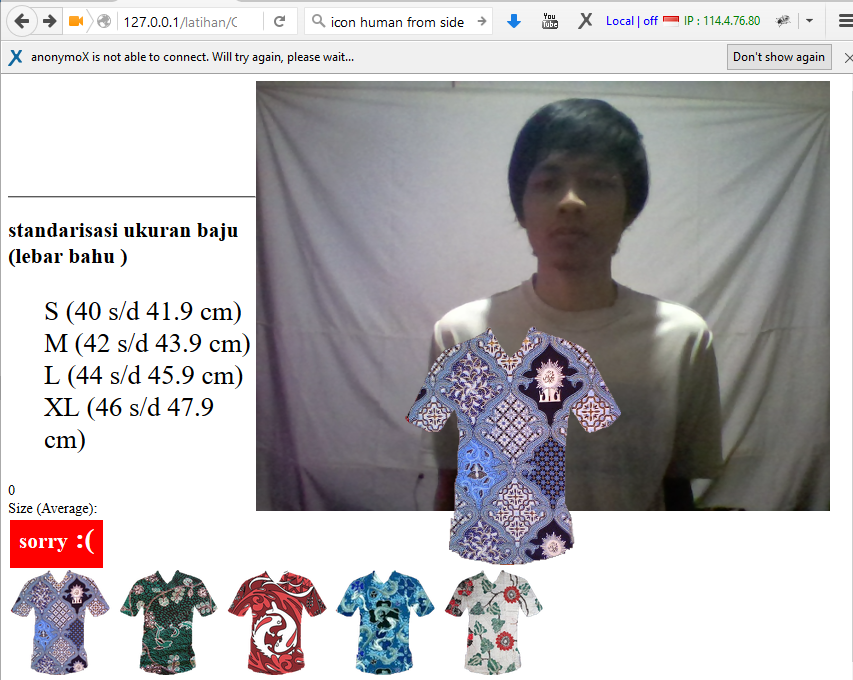 127.0.0.1/latihan/C
icon human from side
You
Tube
Local | off
IP : 114.4.76.80
X anonymoX is not able to connect. Will try again, please wait...
Don't show again
standarisasi ukuran baju
(lebar bahu )
S (40 s/d 41.9 cm)
M (42 s/d 43.9 cm)
L (44 s/d 45.9 cm)
XL (46 s/d 47.9
cm)
0
Size (Average):
sorry :(